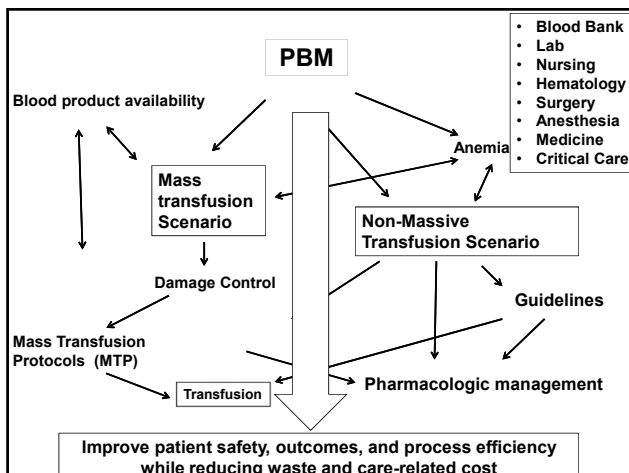 PBM
• Blood Bank
• Lab
• Nursing
• Hematology
• Surgery
• Anesthesia
• Medicine
• Critical Care
Blood product availability
Anemia
Mass
transfusion
Scenario
Non-Massive
Transfusion Scenario
Damage Control
Guidelines
Mass Transfusion
Protocols (MTP)
Transfusion
Pharmacologic management
Improve patient safety, outcomes, and process efficiency
while reducing waste and care-related cost